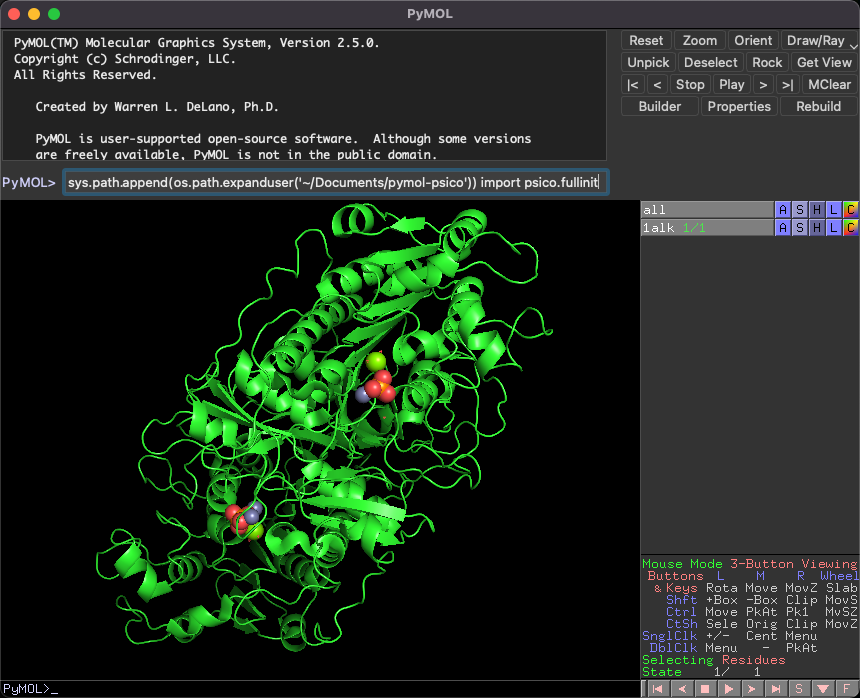 PyMOL
PyMOL(TM) Molecular Graphics System, Version 2.5.0.
Copyright (c) Schrodinger, LLC.
All Rights Reserved.
Created by Warren L. DeLano, Ph.D.
PyMOL is user-supported open-source software.  Although some versions
are freely available, PyMOL is not in the public domain.
Reset Zoom Orient Draw/Ray
Unpick Deselect Rock Get View
|< < Stop Play > >| MClear
Builder Properties Rebuild
PyMOL> sys.path.append(os.path.expanduser('~/Documents/pymol-psico')) import psico.fullinit
all A S H L C
1alk 1/1 A S H L C
Mouse Mode 3-Button Viewing
Buttons L M R Wheel
& Keys Rota Move MovZ Slab
Shft +Box -Box Clip MovS
Ctrl Move PkAt Pk1 MvSZ
CtSh Sele Orig Clip MovZ
SnglClk +/- Cent Menu
DblClk Menu - PkAt
Selecting Residues
State 1/ 1
PyMOL>_
S F